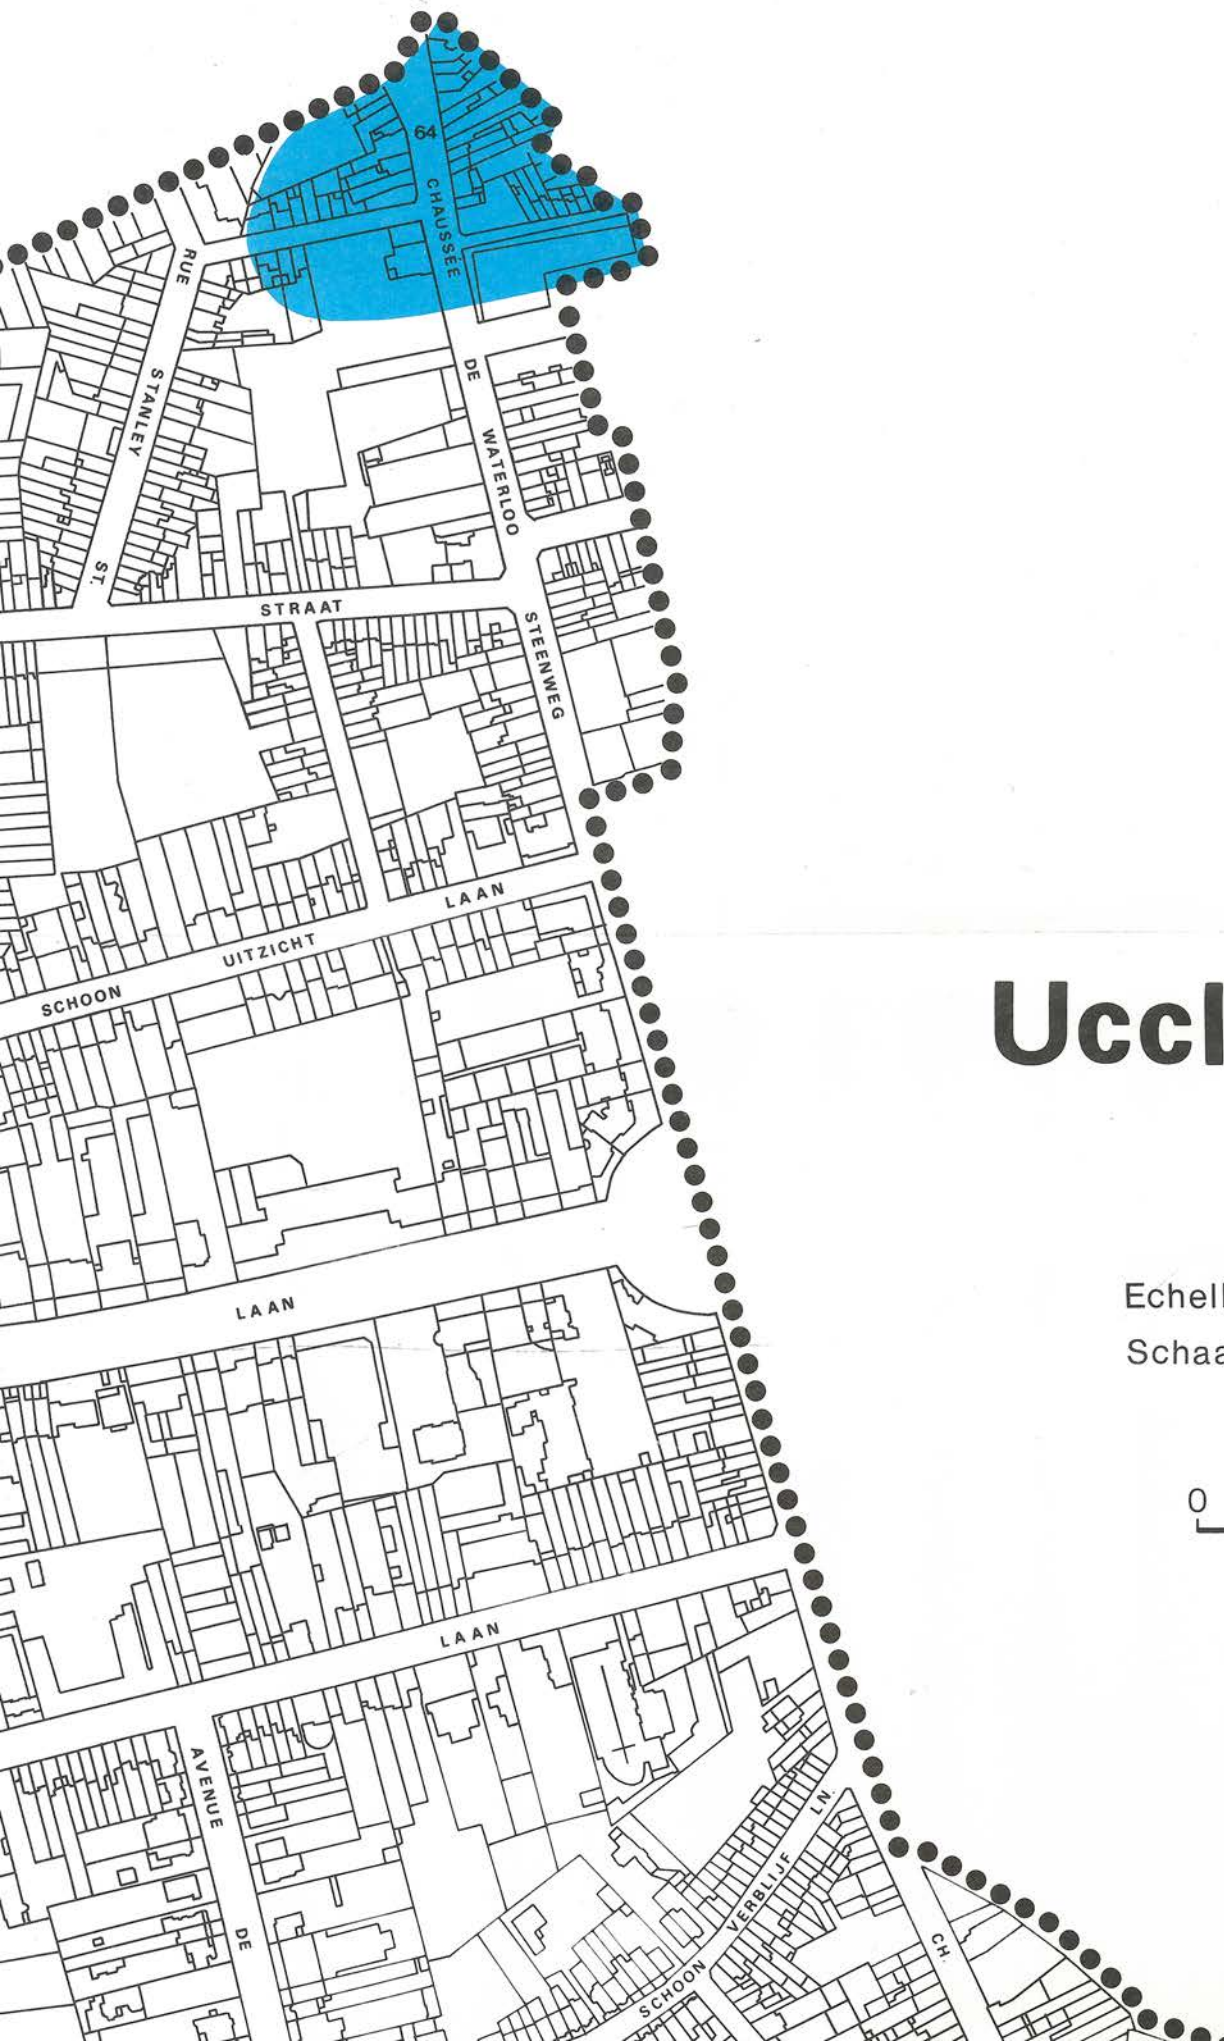 64
CHAUSSÉE
RUE
DE
STANLEY
WATERLOO
ST.
STRAAT
STEENWEG
LAAN
UITZICHT
SCHOON
Uccl
Echell
Schaa
LAAN
0
LAAN
AVENUE
LN.
VERBLIJF
DE
CH.
SCHOON